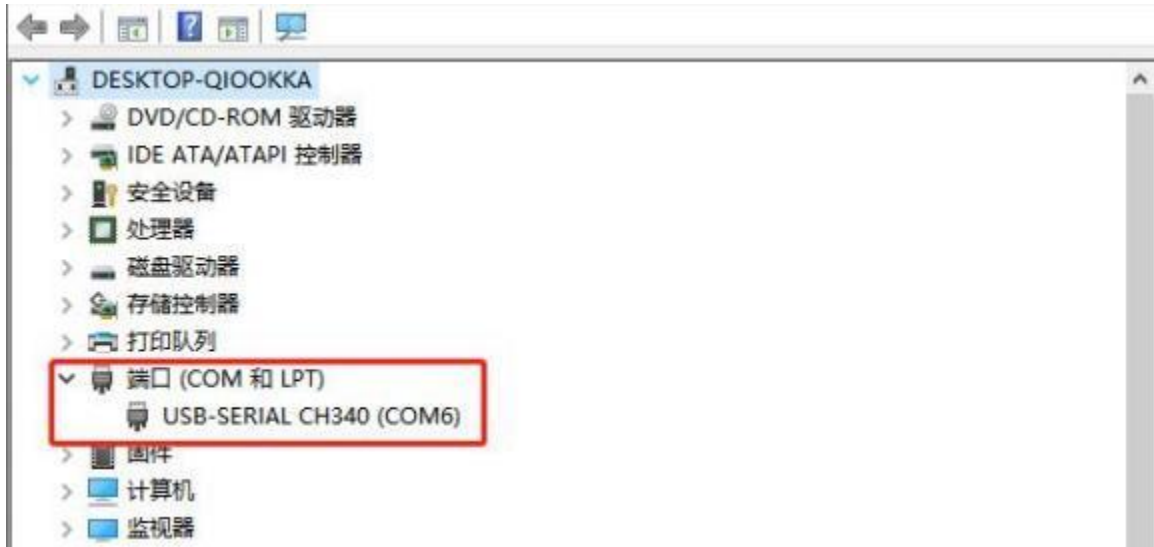 DESKTOP-QIOOKKA
DVD/CD-ROM 驱动器
IDE ATA/ATAPI 控制器
安全设备
处理器
磁盘驱动器
存储控制器
打印队列
端口 (COM 和 LPT)
USB-SERIAL CH340 (COM6)
固件
计算机
监视器